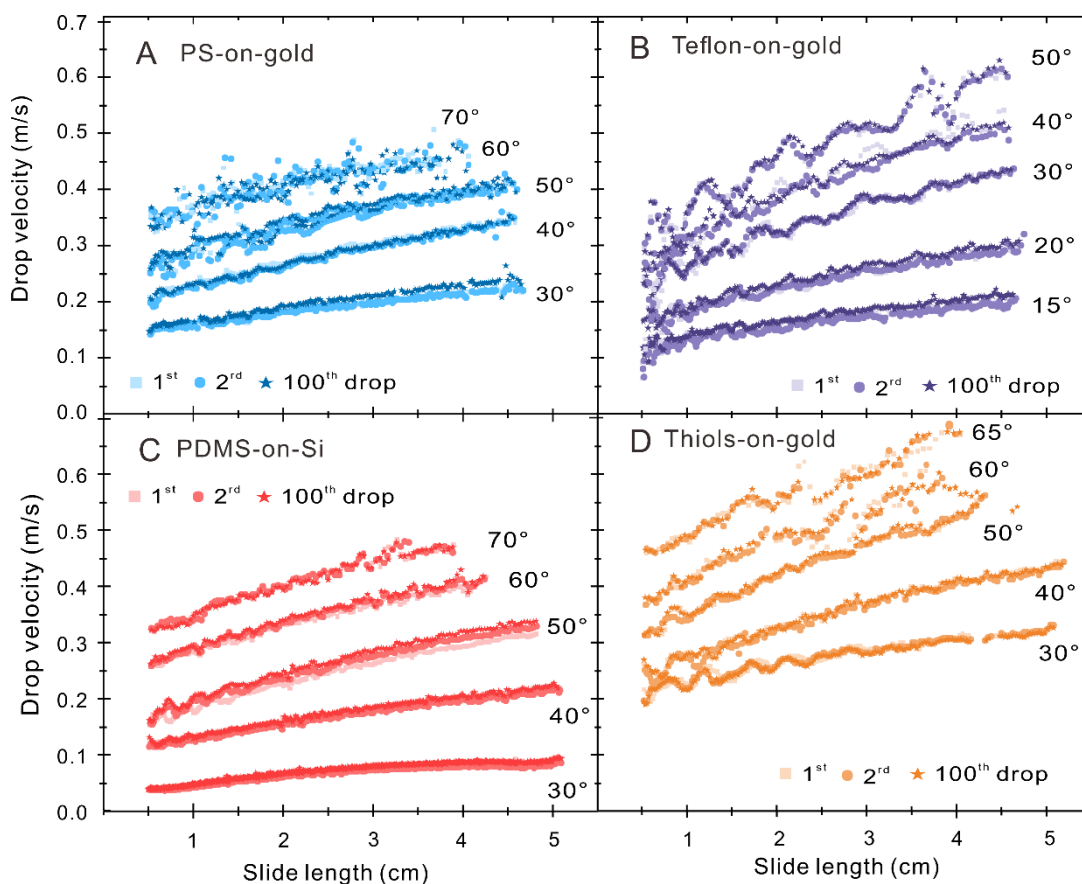 A PS-on-gold
B Teflon-on-gold
Drop velocity (m/s)
0.7
0.6
0.5
0.4
0.3
0.2
0.1
0.0
70°
60°
50°
40°
30°
1st 2rd 100th drop
50°
40°
30°
20°
15°
1st 2rd 100th drop
C PDMS-on-Si
D Thiols-on-gold
1st 2rd 100th drop
Drop velocity (m/s)
0.6
0.5
0.4
0.3
0.2
0.1
0.0
70°
60°
50°
40°
30°
65°
60°
50°
40°
30°
1st 2rd 100th drop
1 2 3 4 5
1 2 3 4 5
Slide length (cm)
Slide length (cm)